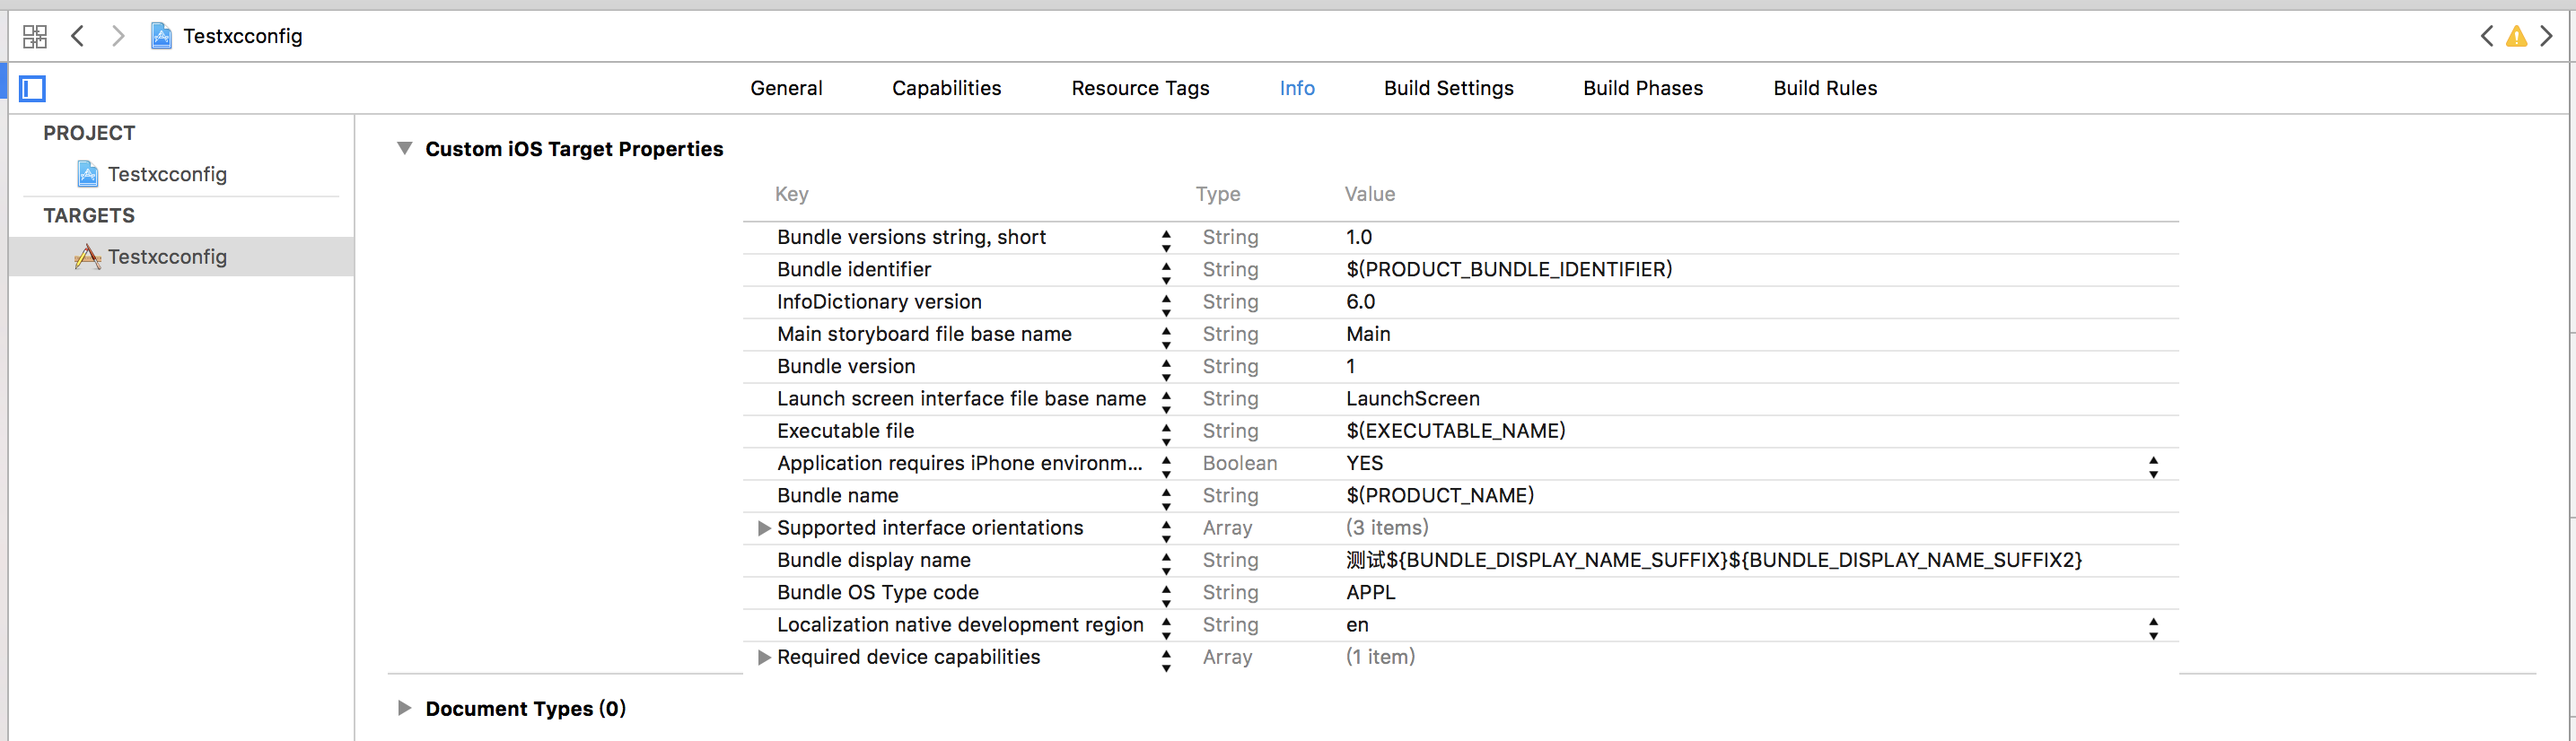 Testxcconfig
General Capabilities Resource Tags Info Build Settings Build Phases Build Rules
PROJECT
Testxcconfig
TARGETS
Testxcconfig
Custom iOS Target Properties
Key Type Value
Bundle versions string, short String 1.0
Bundle identifier String $(PRODUCT_BUNDLE_IDENTIFIER)
InfoDictionary version String 6.0
Main storyboard file base name String Main
Bundle version String 1
Launch screen interface file base name String LaunchScreen
Executable file String $(EXECUTABLE_NAME)
Application requires iPhone environm... Boolean YES
Bundle name String $(PRODUCT_NAME)
Supported interface orientations Array (3 items)
Bundle display name String 测试${BUNDLE_DISPLAY_NAME_SUFFIX}${BUNDLE_DISPLAY_NAME_SUFFIX2}
Bundle OS Type code String APPL
Localization native development region String en
Required device capabilities Array (1 item)
Document Types (0)